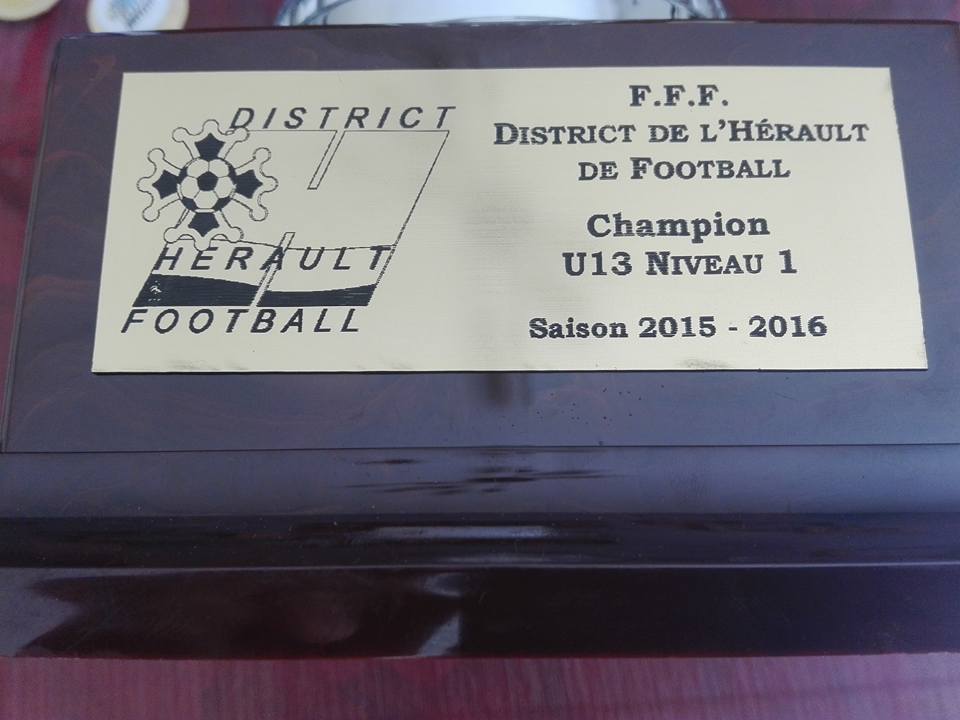 DISTRICT
HERAULT
FOOTBALL
F.F.F.
DISTRICT DE L'HÉRAULT
DE FOOTBALL
Champion
U13 NIVEAU 1
Saison 2015 - 2016